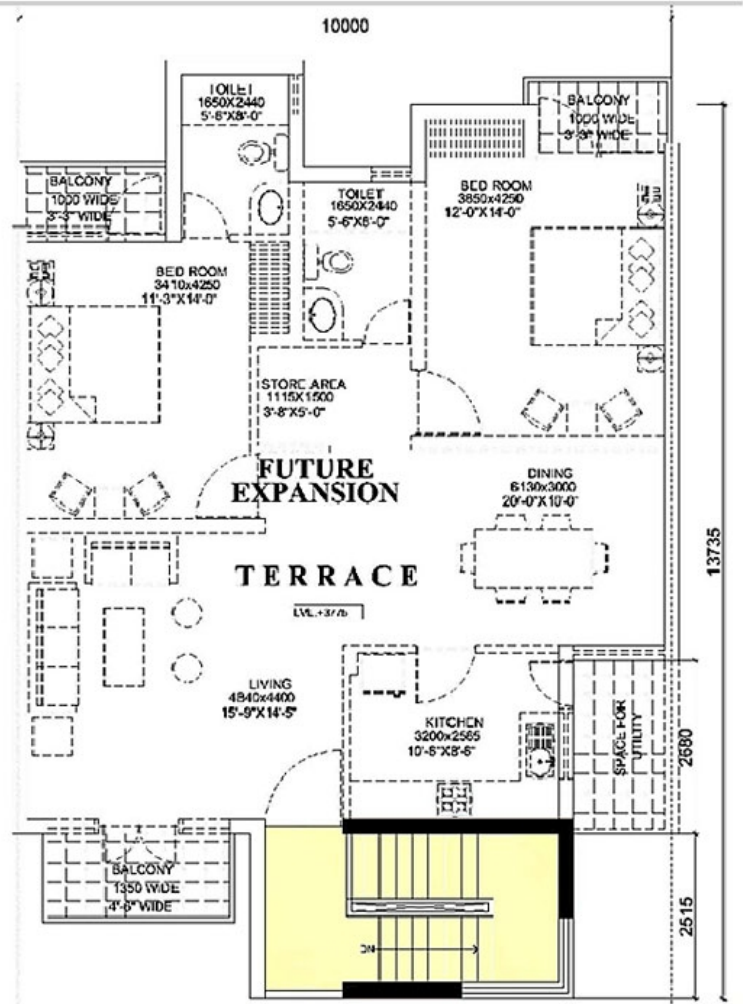 10000
TOILET
1650X2440
5'-6"X8'-0"
BALCONY
1000 WIDE
3'-3" WIDE
BALCONY
1000 WIDE
3'-3" WIDE
TOILET
1650X2440
5'-6"X8'-0"
BED ROOM
3850x4250
12'-0"X14'-0"
BED ROOM
3410x4250
11'-3"X14'-0"
STORE AREA
1115X1500
3'-8"X5'-0"
FUTURE
EXPANSION
DINING
6130x3000
20'-0"X10'-0"
13735
TERRACE
LVL.+3775
LIVING
4840x4400
15'-9"X14'-5"
KITCHEN
3200x2565
10'-6"X8'-6"
SPACE FOR
UTILITY
2680
BALCONY
1350 WIDE
4'-6" WIDE
DN
2515